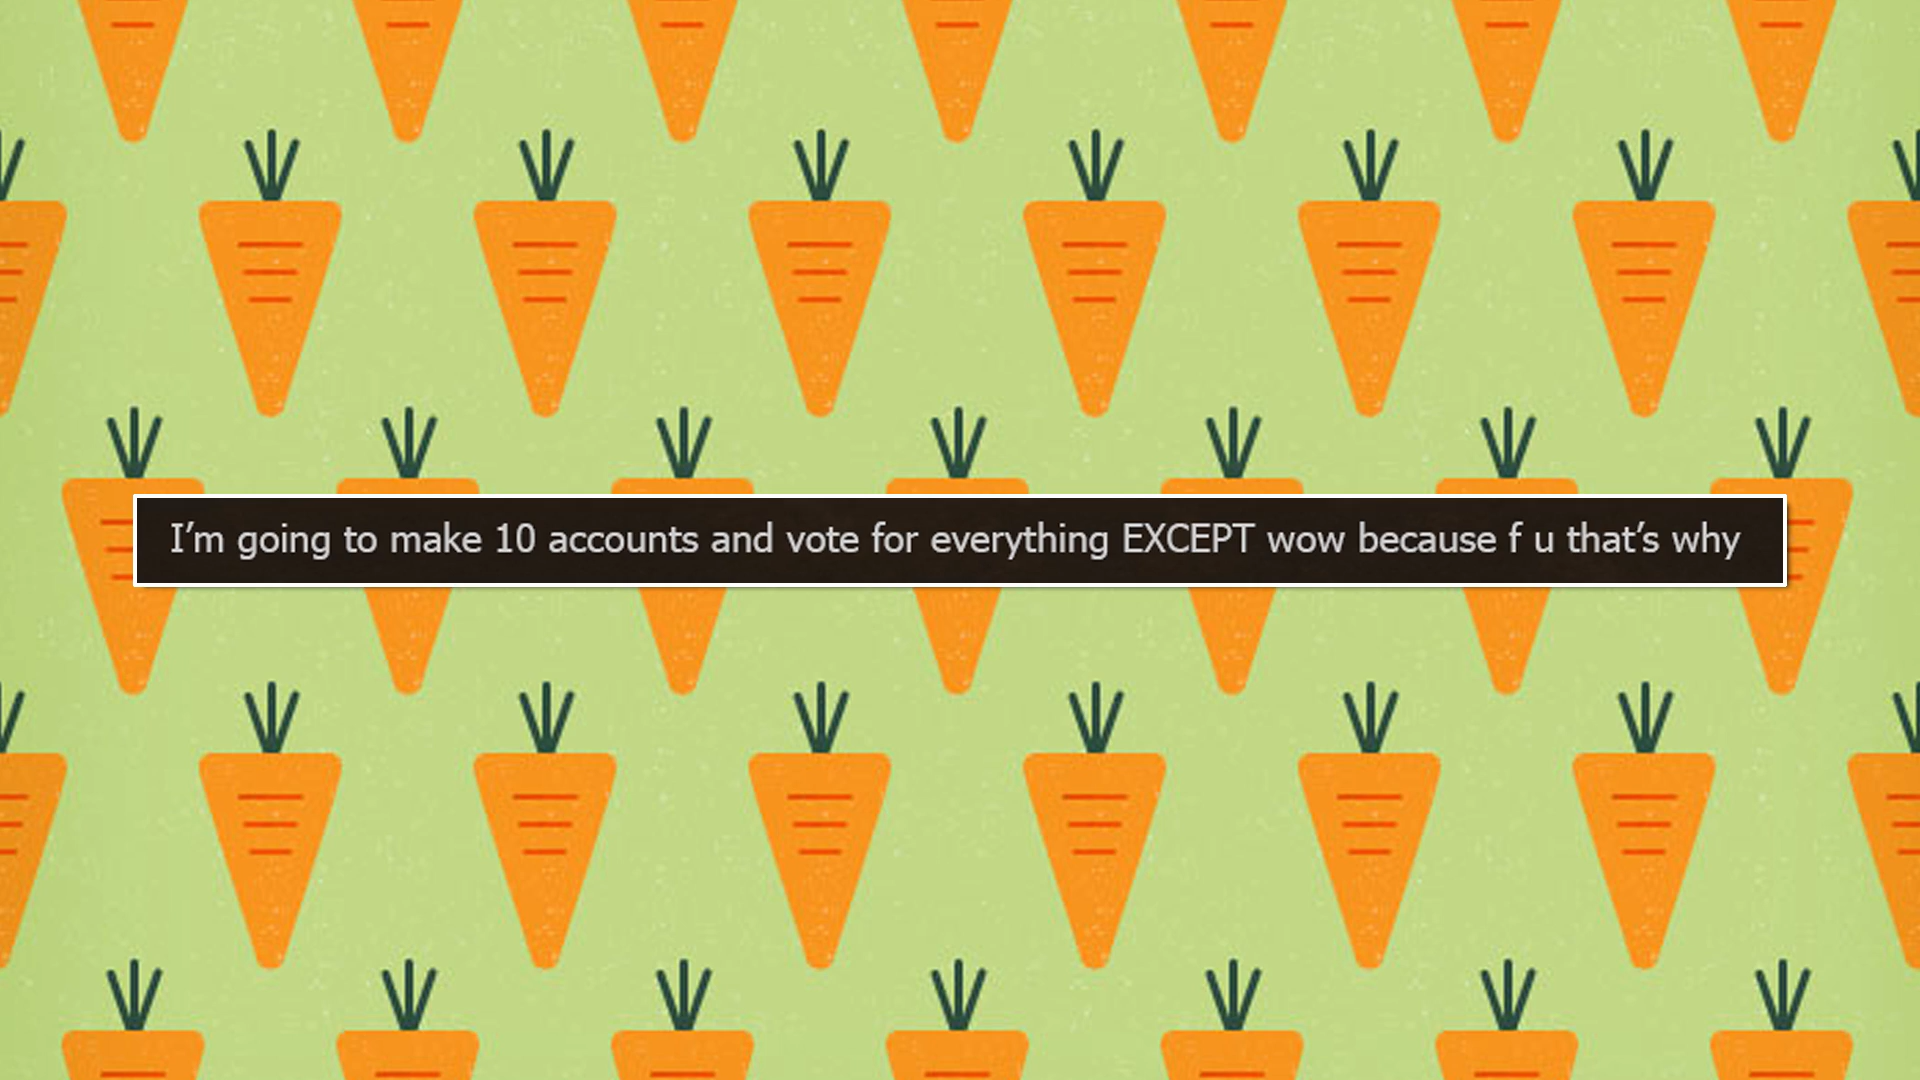 I’m going to make 10 accounts and vote for everything EXCEPT wow because f u that’s why